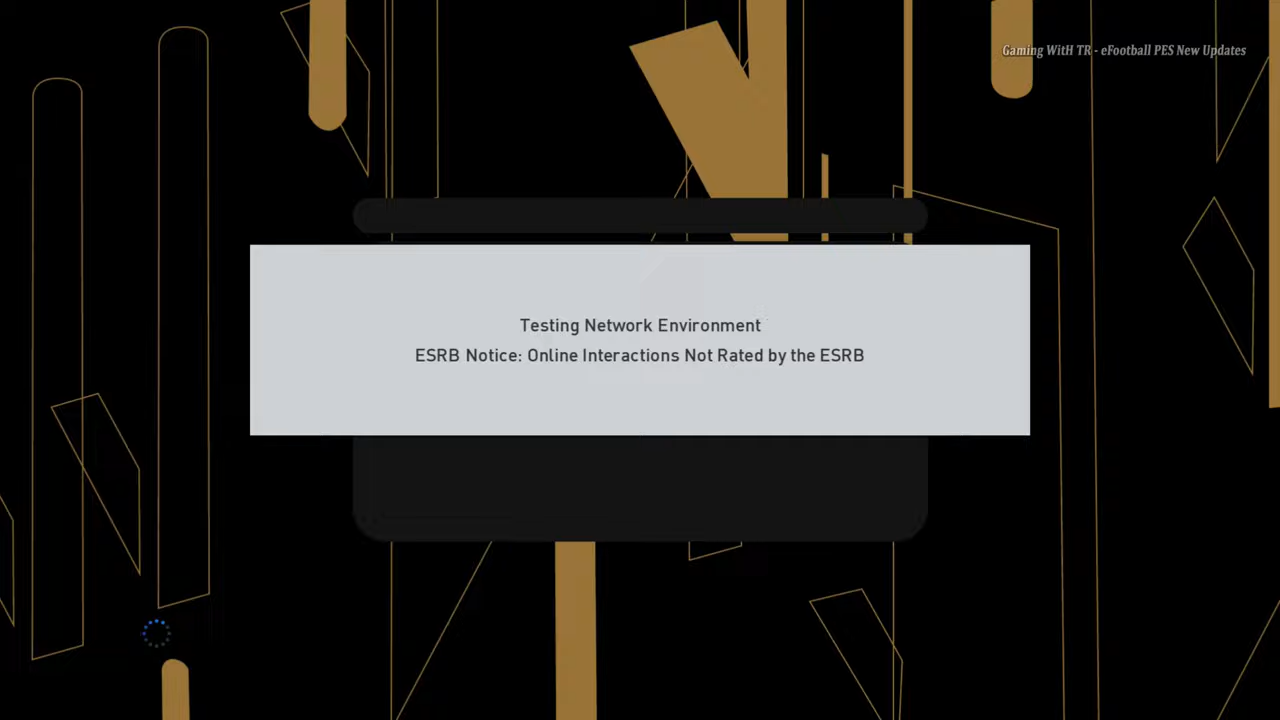 Gaming WitH TR - eFootball PES New Updates
Testing Network Environment
ESRB Notice: Online Interactions Not Rated by the ESRB